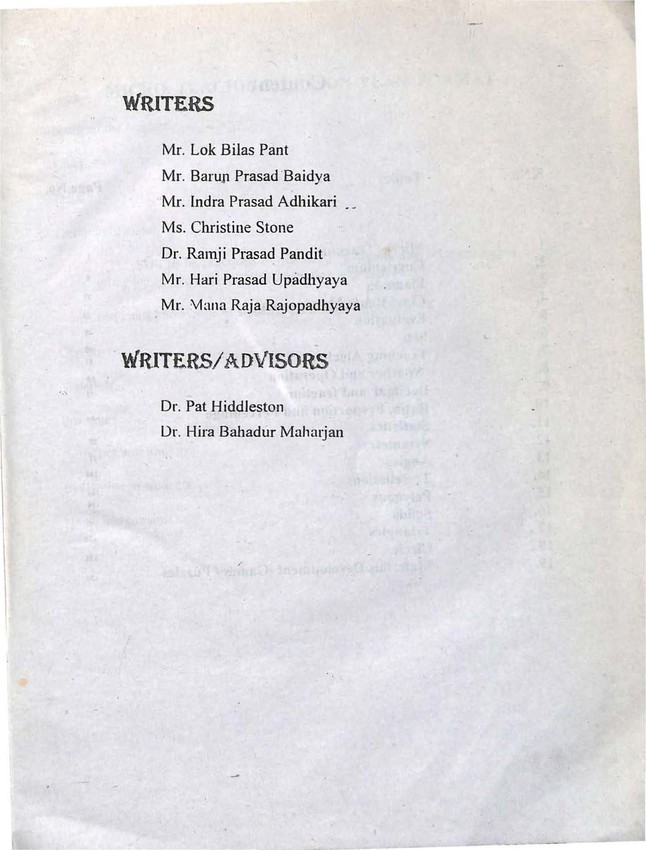 WRITERS
Mr. Lok Bilas Pant
Mr. Barun Prasad Baidya
Mr. Indra Prasad Adhikari
Ms. Christine Stone
Dr. Ramji Prasad Pandit
Mr. Hari Prasad Upadhyaya
Mr. Mana Raja Rajopadhyaya
WRITERS/ADVISORS
Dr. Pat Hiddleston
Dr. Hira Bahadur Maharjan